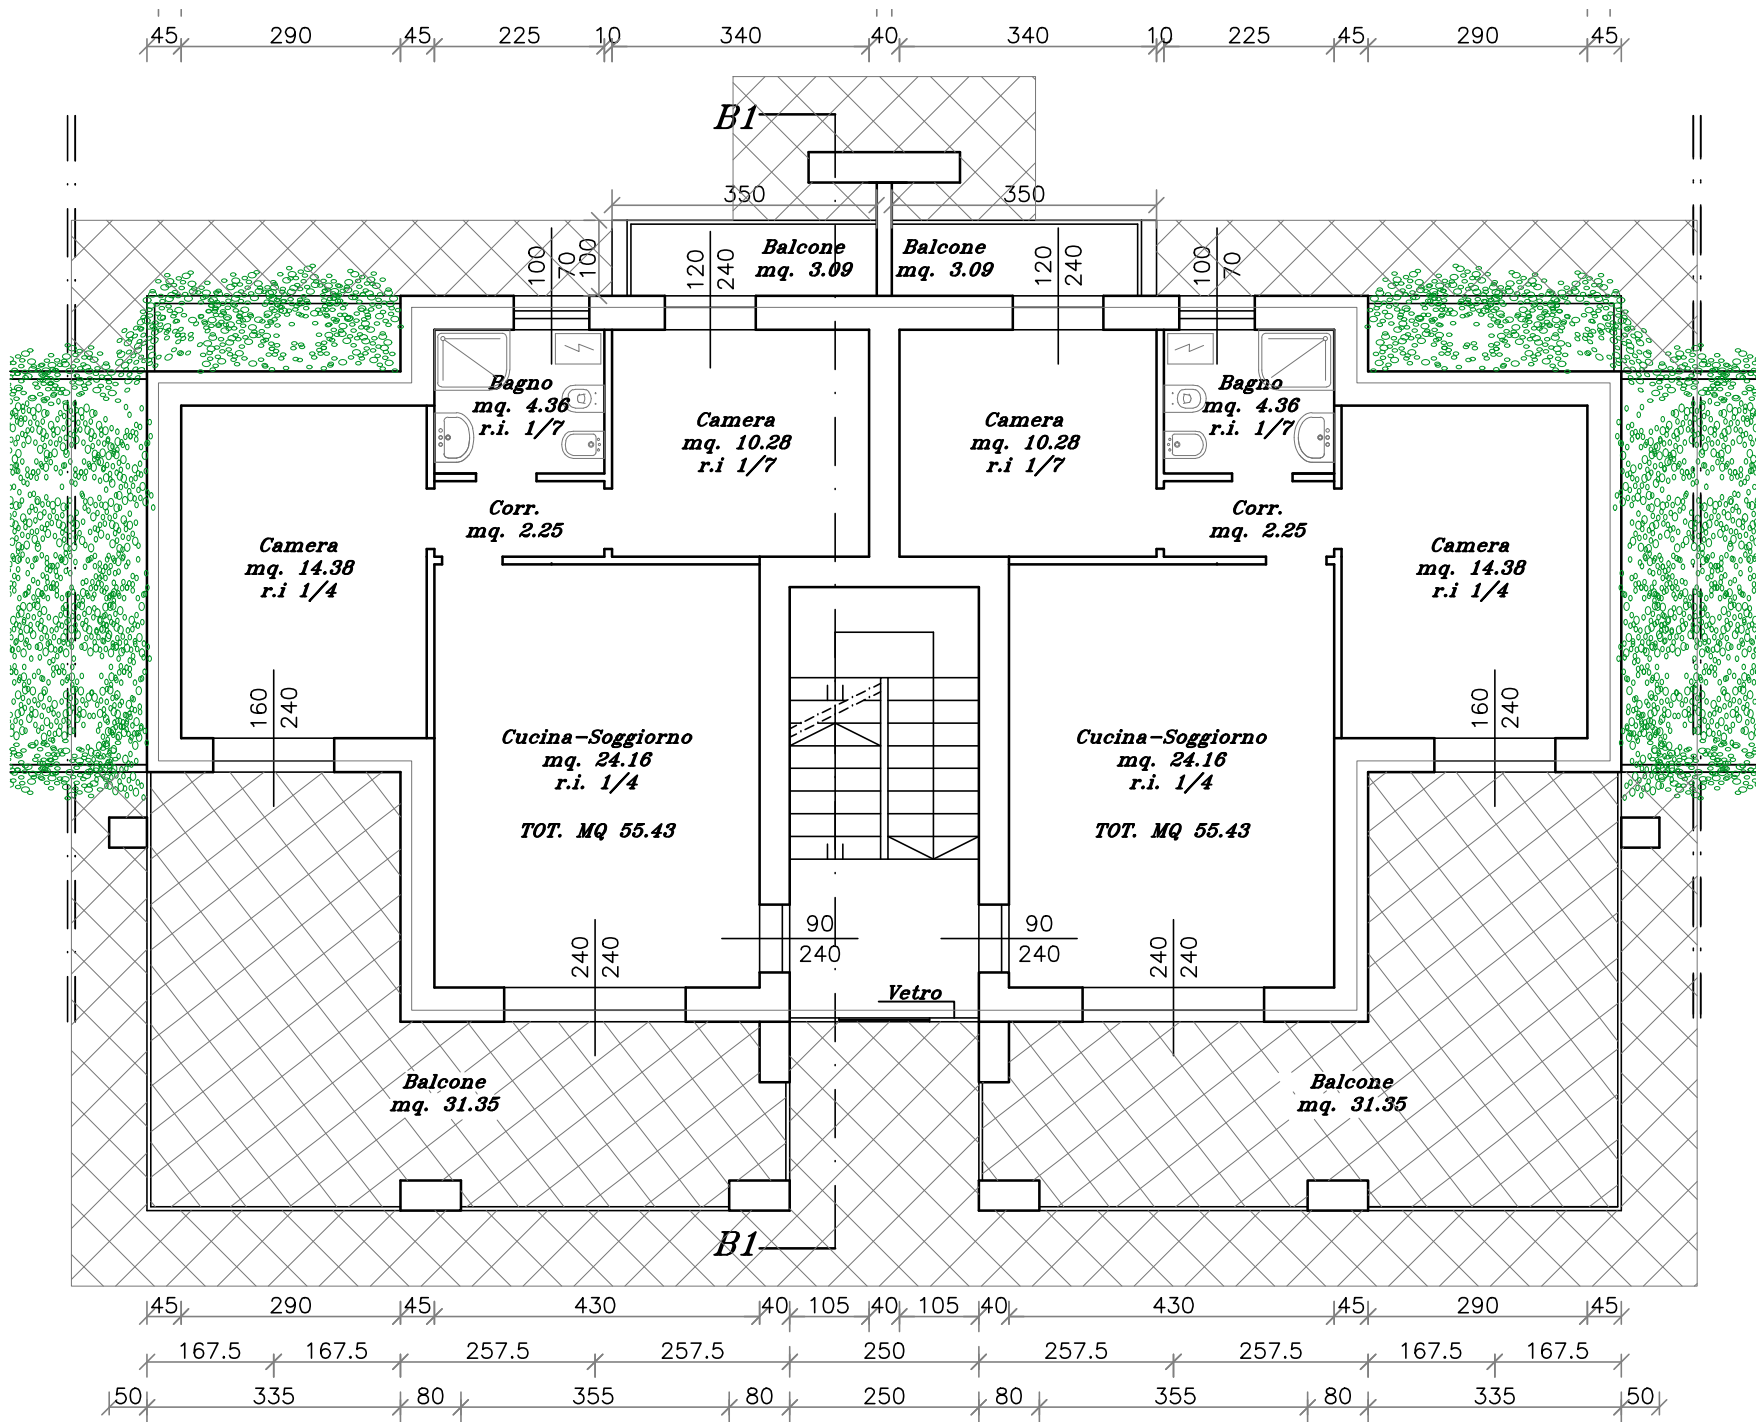 45 290 45 225 10 340 40 340 10 225 45 290 45
B1
350 350
100 70 100
Balcone
mq. 3.09
Balcone
mq. 3.09
120 240
120 240
100 70
Bagno
mq. 4.36
r.i. 1/7
Camera
mq. 10.28
r.i 1/7
Camera
mq. 10.28
r.i 1/7
Bagno
mq. 4.36
r.i. 1/7
Corr.
mq. 2.25
Corr.
mq. 2.25
Camera
mq. 14.38
r.i 1/4
Camera
mq. 14.38
r.i 1/4
160 240
160 240
Cucina-Soggiorno
mq. 24.16
r.i. 1/4
TOT. MQ 55.43
Cucina-Soggiorno
mq. 24.16
r.i. 1/4
TOT. MQ 55.43
90
240
90
240
240 240
240 240
Vetro
Balcone
mq. 31.35
Balcone
mq. 31.35
B1
45 290 45 430 40 105 40 105 40 430 45 290 45
167.5 167.5 257.5 257.5 250 257.5 257.5 167.5 167.5
50 335 80 355 80 250 80 355 80 335 50